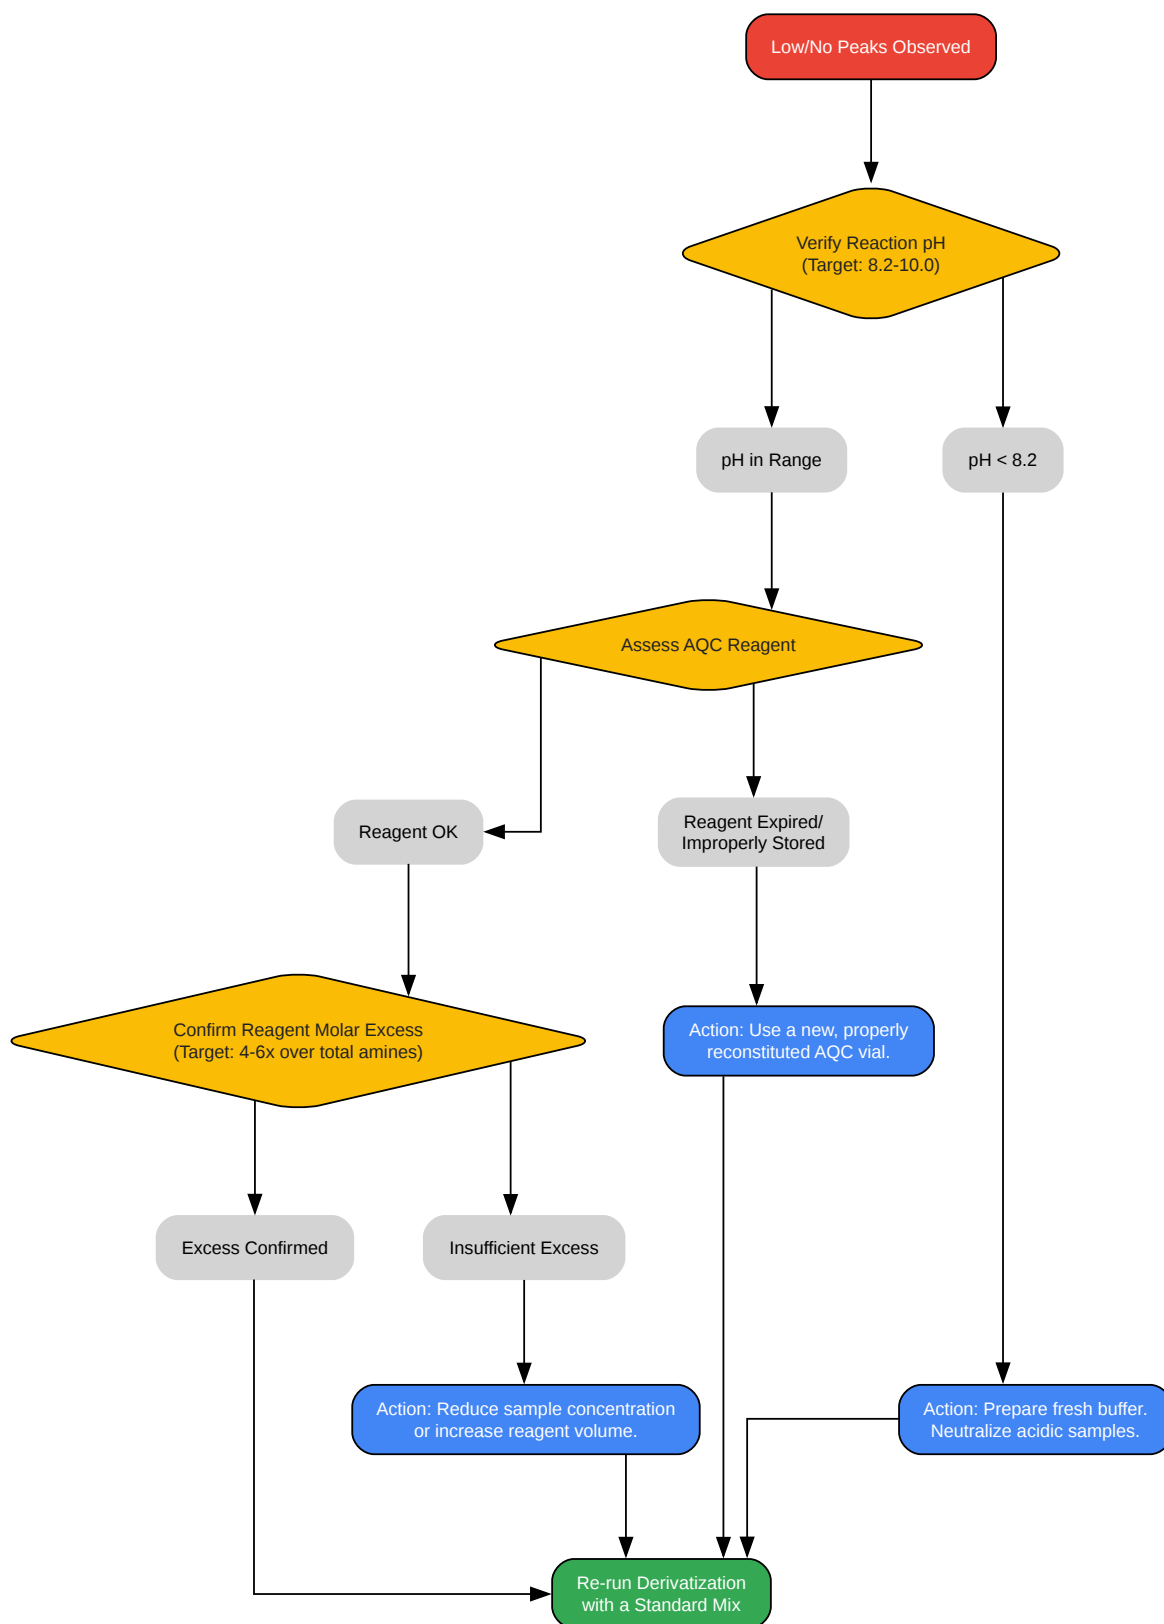 Low/No Peaks Observed
Verify Reaction pH
(Target: 8.2-10.0)
pH in Range
pH < 8.2
Assess AQC Reagent
Reagent OK
Reagent Expired/
Improperly Stored
Confirm Reagent Molar Excess
(Target: 4-6x over total amines)
Action: Use a new, properly
reconstituted AQC vial.
Excess Confirmed
Insufficient Excess
Action: Reduce sample concentration
or increase reagent volume.
Action: Prepare fresh buffer.
Neutralize acidic samples.
Re-run Derivatization
with a Standard Mix